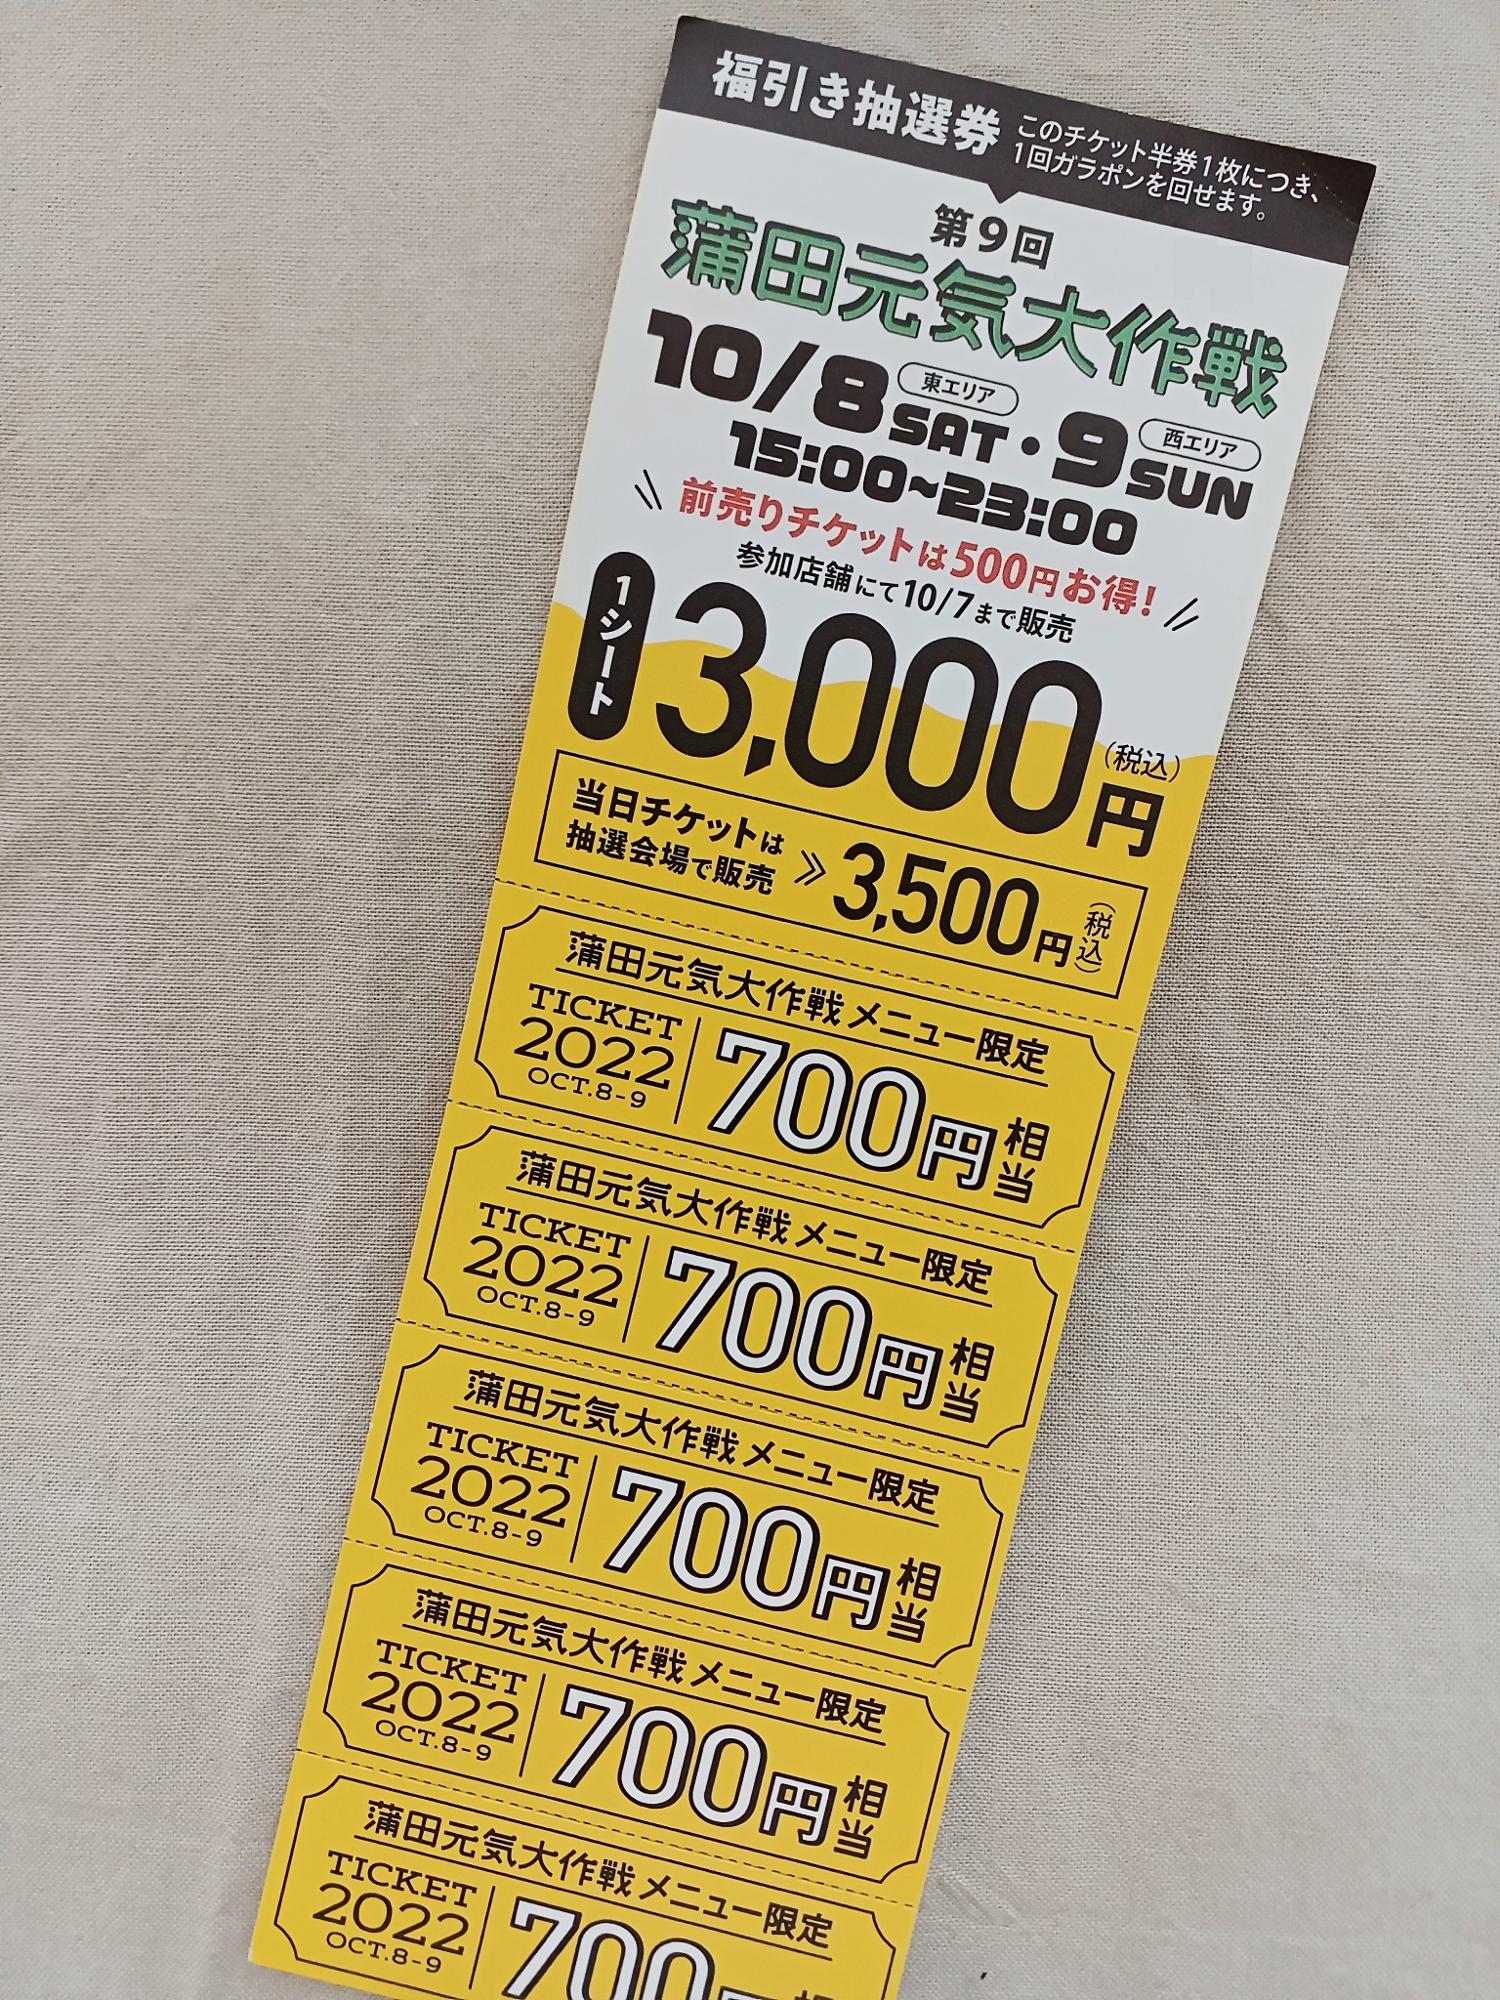 福引き抽選券
このチケット半券1枚につき、
1回ガラポンを回せます。
第9回
蒲田元気大作戦
10/8 SAT 東エリア・9 SUN 西エリア
15:00~23:00
前売りチケットは500円お得!
参加店舗にて10/7まで販売
1シート 3,000円(税込)
当日チケットは
抽選会場で販売
3,500円(税込)
蒲田元気大作戦メニュー限定
TICKET
2022
OCT.8-9
700円相当
蒲田元気大作戦メニュー限定
TICKET
2022
OCT.8-9
700円相当
蒲田元気大作戦メニュー限定
TICKET
2022
OCT.8-9
700円相当
蒲田元気大作戦メニュー限定
TICKET
2022
OCT.8-9
700円相当
蒲田元気大作戦メニュー限定
TICKET
2022
OCT.8-9
700